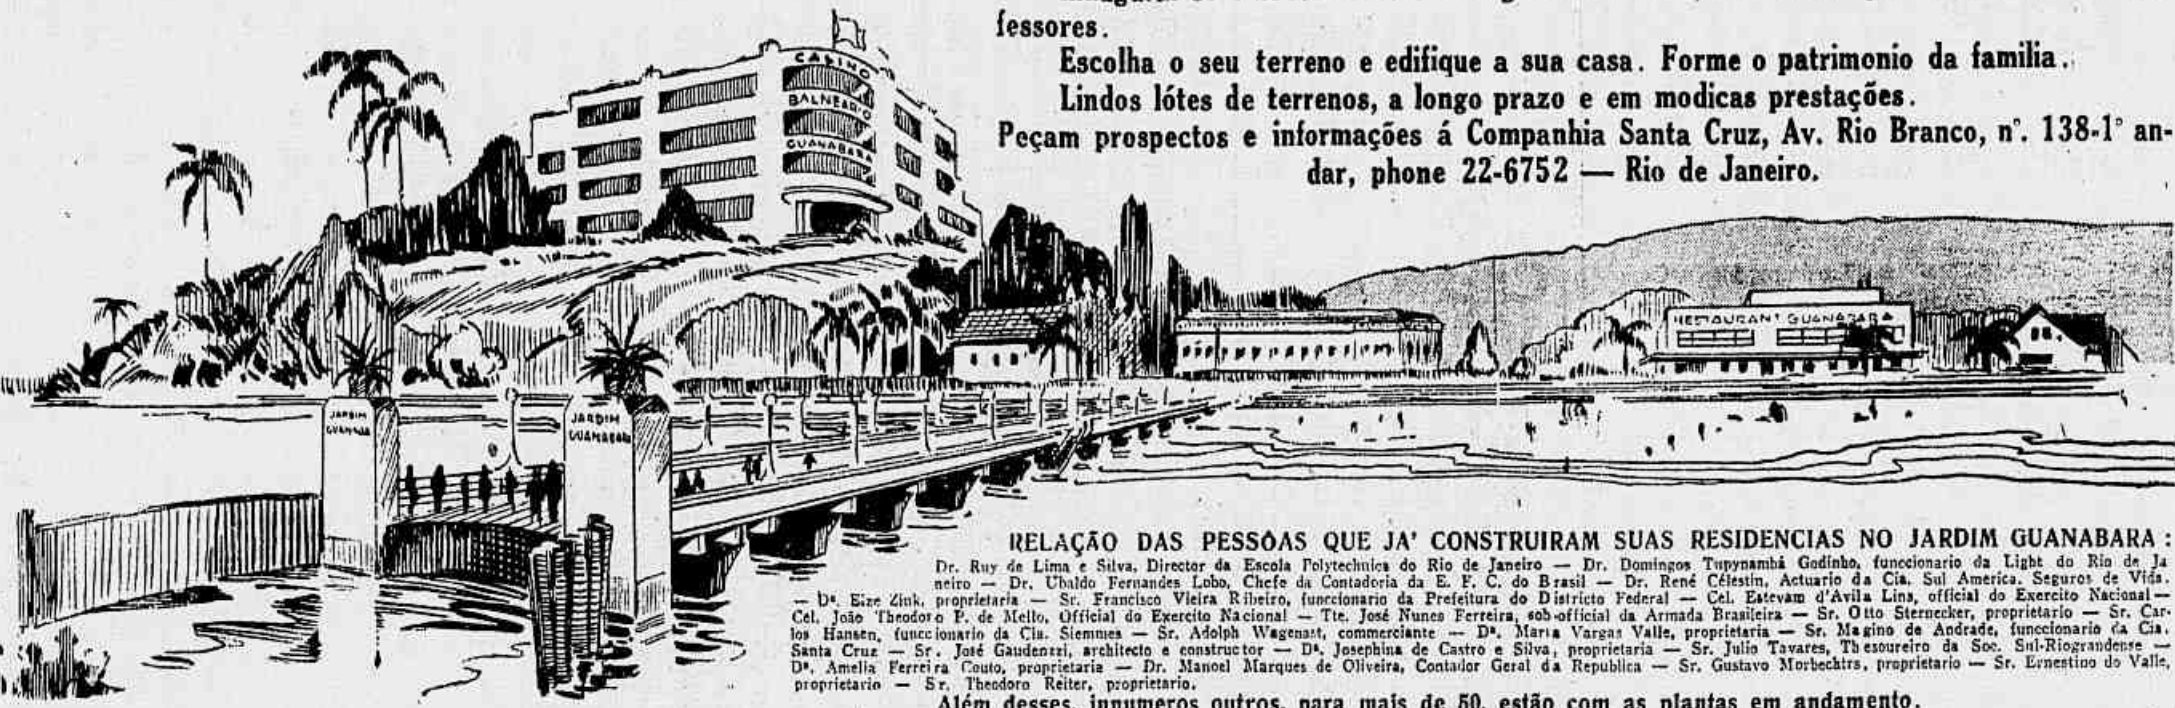 fessores.
Escolha o seu terreno e edifique a sua casa. Forme o patrimonio da familia.
Lindos lótes de terrenos, a longo prazo e em modicas prestações.
Peçam prospectos e informações á Companhia Santa Cruz, Av. Rio Branco, nº. 138-1º an-
dar, phone 22-6752 — Rio de Janeiro.
CASINO
BALNEARIO
GUANABARA
RESTAURANT GUANABARA
JARDIM
JARDIM
GUANABARA
RELAÇÃO DAS PESSÔAS QUE JA' CONSTRUIRAM SUAS RESIDENCIAS NO JARDIM GUANABARA :
Dr. Ruy de Lima e Silva, Director da Escola Polytechnica do Rio de Janeiro — Dr. Domingos Tupynambá Godinho, funccionario da Light do Rio de Ja
neiro — Dr. Ubaldo Fernandes Lobo, Chefe da Contadoria da E. F. C. do Brasil — Dr. René Célestin, Actuario da Cia. Sul America. Seguros de Vida.
— Dª. Elze Zink, proprietaria — Sr. Francisco Vieira Ribeiro, funccionario da Prefeitura do Districto Federal — Cel. Estevam d'Avila Lins, official do Exercito Nacional —
Cel. João Theodoro P. de Mello, Official do Exercito Nacional — Tte. José Nunes Ferreira, sob-official da Armada Brasileira — Sr. Otto Sternecker, proprietario — Sr. Car-
los Hansen, funccionario da Cia. Siemmes — Sr. Adolph Wagenast, commerciante — Dª. Maria Vargas Valle, proprietaria — Sr. Magino de Andrade, funccionario da Cia.
Santa Cruz — Sr. José Gaudenzzi, architecto e constructor — Dª. Josephina de Castro e Silva, proprietaria — Sr. Julio Tavares, Thesoureiro da Soc. Sul-Riograndense —
Dª. Amelia Ferreira Couto, proprietaria — Dr. Manoel Marques de Oliveira, Contador Geral da Republica — Sr. Gustavo Morbechtrs, proprietario — Sr. Ernestino do Valle,
proprietario — Sr. Theodoro Reiter, proprietario.
Além desses, innumeros outros, para mais de 50, estão com as plantas em andamento.